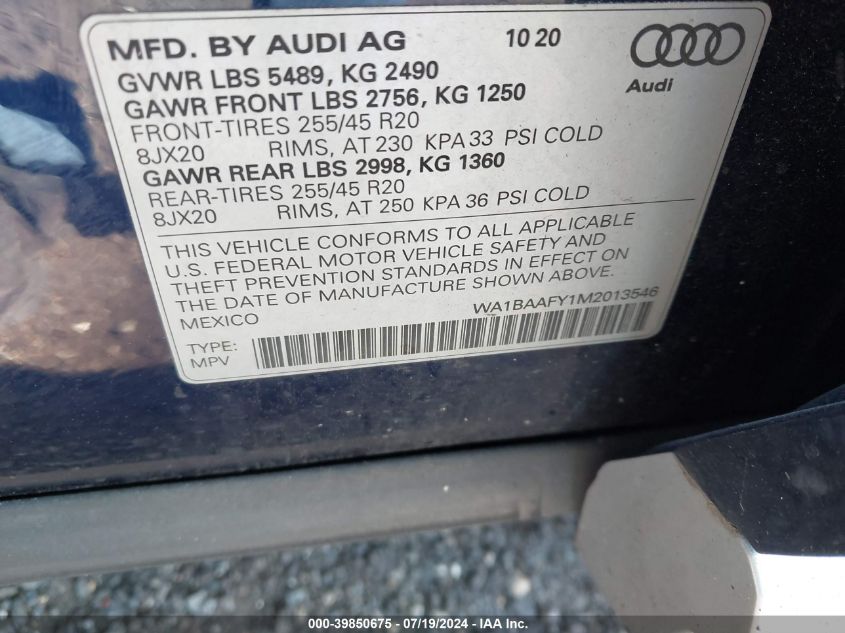 MFD. BY AUDI AG 10 20
GVWR LBS 5489, KG 2490
Audi
GAWR FRONT LBS 2756, KG 1250
FRONT-TIRES 255/45 R20
8JX20 RIMS, AT 230 KPA 33 PSI COLD
GAWR REAR LBS 2998, KG 1360
REAR-TIRES 255/45 R20
8JX20 RIMS, AT 250 KPA 36 PSI COLD
THIS VEHICLE CONFORMS TO ALL APPLICABLE
U.S. FEDERAL MOTOR VEHICLE SAFETY AND
THEFT PREVENTION STANDARDS IN EFFECT ON
THE DATE OF MANUFACTURE SHOWN ABOVE.
MEXICO WA1BAAFY1M2013546
TYPE:
MPV
000-39850675 - 07/19/2024 - IAA Inc.